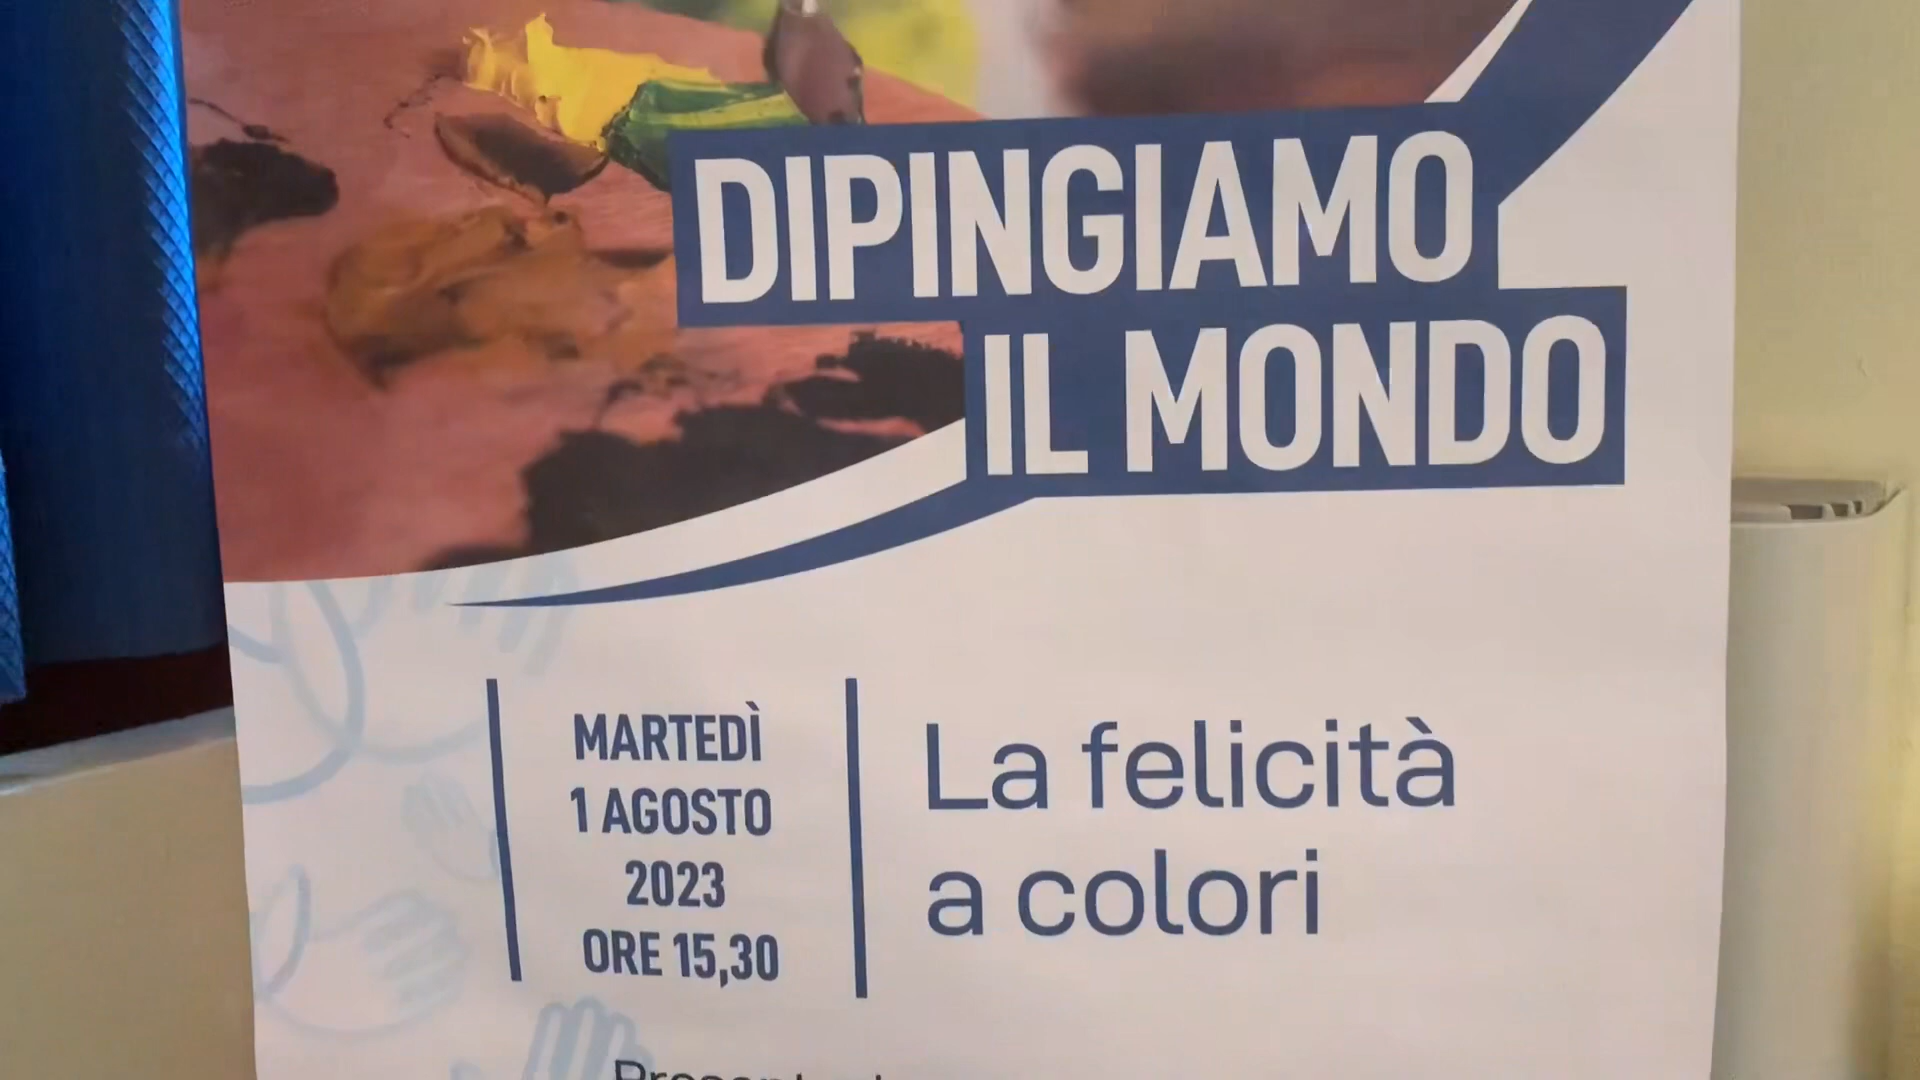 DIPINGIAMO
IL MONDO
MARTEDÌ
1 AGOSTO
2023
ORE 15,30
La felicità
a colori